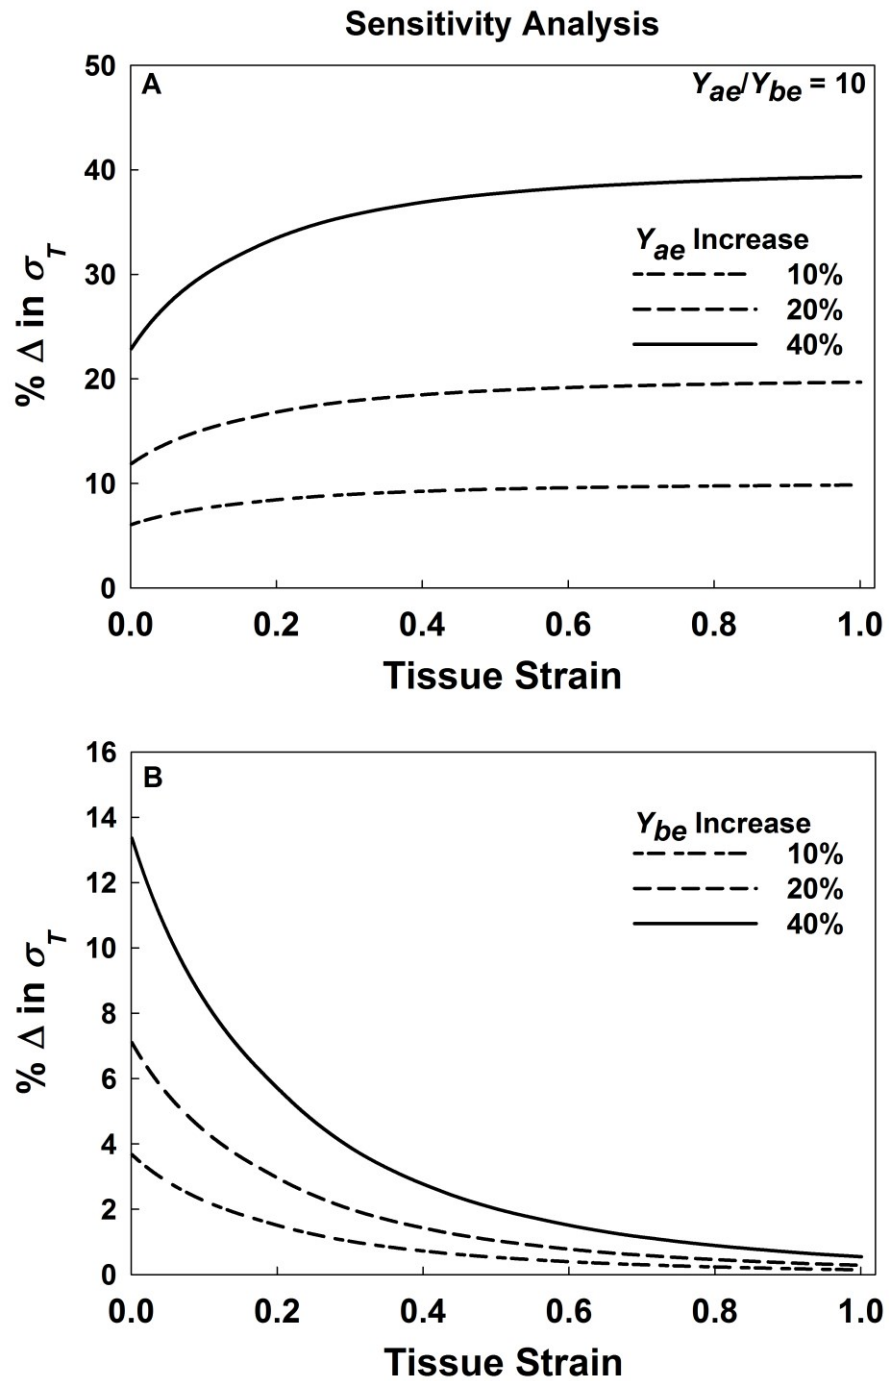 Sensitivity Analysis
A
Yae/Ybe = 10
50
40
30
20
10
0
% Δ in σT
Yae Increase
10%
20%
40%
0.0 0.2 0.4 0.6 0.8 1.0
Tissue Strain
B
16
14
12
10
8
6
4
2
0
% Δ in σT
Ybe Increase
10%
20%
40%
0.0 0.2 0.4 0.6 0.8 1.0
Tissue Strain